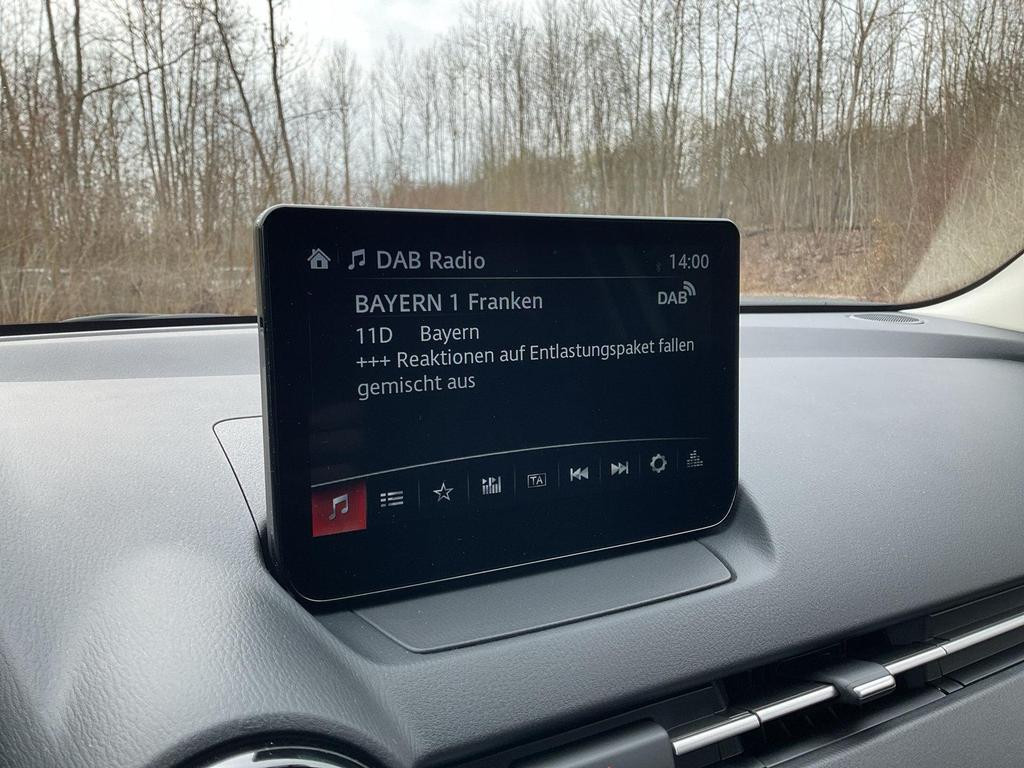 DAB Radio 14:00
BAYERN 1 Franken DAB
11D Bayern
+++ Reaktionen auf Entlastungspaket fallen
gemischt aus
TA